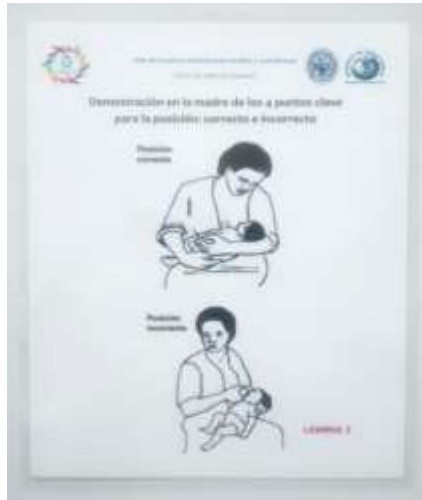 Demostración en la madre de los 4 puntos clave
para la posición: correcta e incorrecta
Posición
correcta
Posición
incorrecta
LÁMINA 3